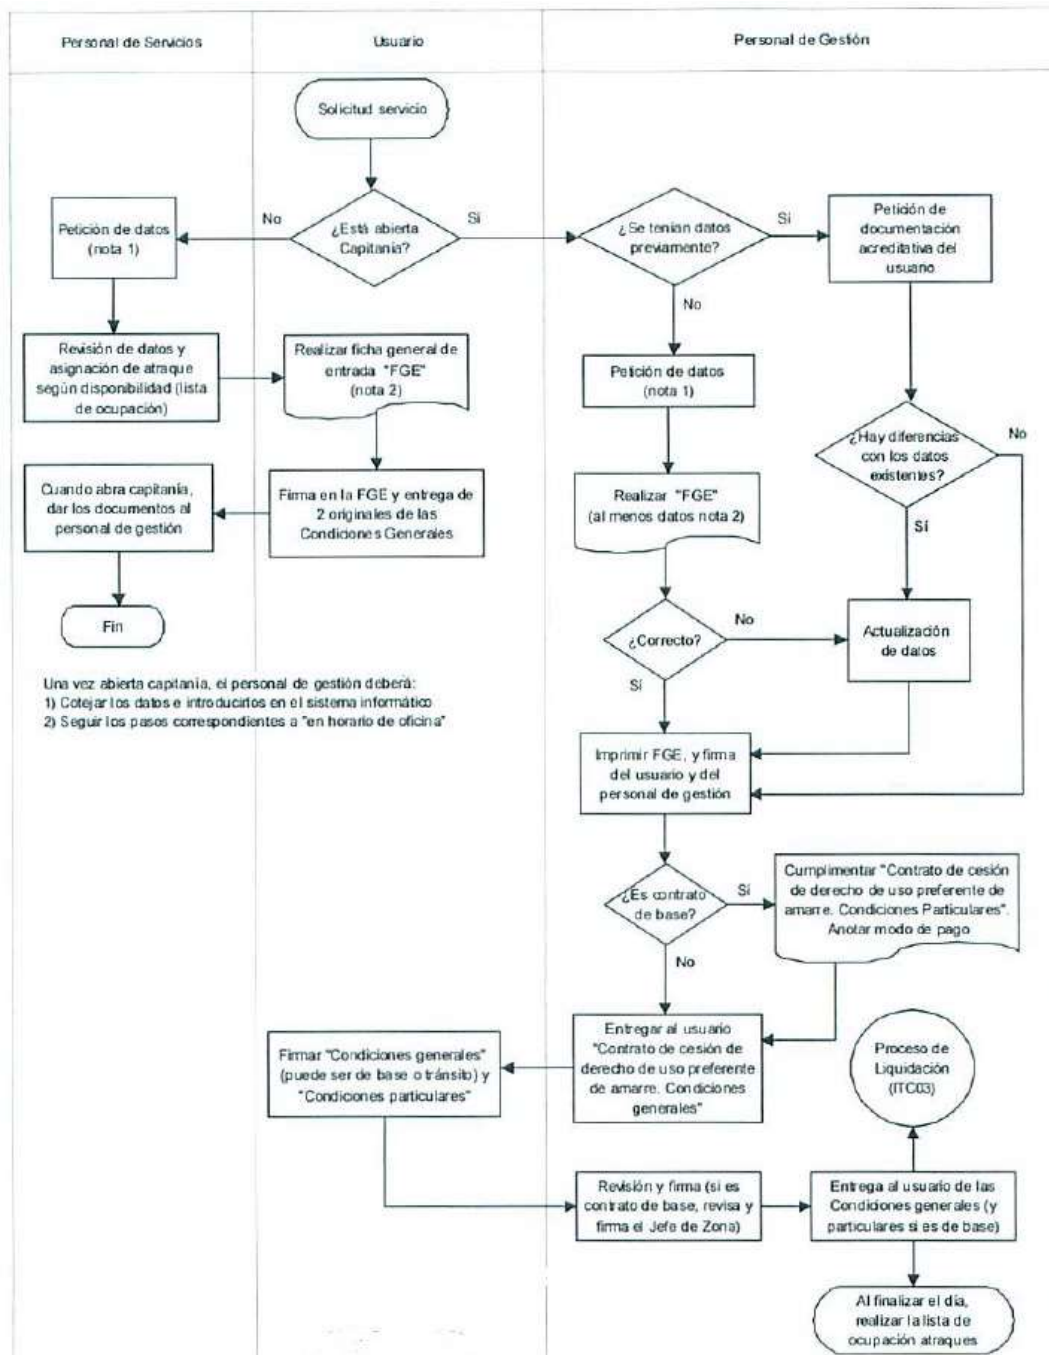 Personal de Servicios
Usuario
Personal de Gestión
Solicitud servicio
¿Está abierta
Capitanía?
No
Sí
Petición de datos
(nota 1)
Revisión de datos y
asignación de atraque
según disponibilidad (lista
de ocupación)
Realizar ficha general de
entrada "FGE"
(nota 2)
Firma en la FGE y entrega de
2 originales de las
Condiciones Generales
Cuando abra capitanía,
dar los documentos al
personal de gestión
Fin
Una vez abierta capitanía, el personal de gestión deberá:
1) Cotejar los datos e introducirlos en el sistema informático
2) Seguir los pasos correspondientes a "en horario de oficina"
¿Se tenían datos
previamente?
Sí
No
Petición de
documentación
acreditativa del
usuario
Petición de datos
(nota 1)
¿Hay diferencias
con los datos
existentes?
No
Sí
Realizar "FGE"
(al menos datos nota 2)
¿Correcto?
No
Sí
Actualización
de datos
Imprimir FGE, y firma
del usuario y del
personal de gestión
¿Es contrato
de base?
Sí
No
Cumplimentar "Contrato de cesión
de derecho de uso preferente de
amarre. Condiciones Particulares".
Anotar modo de pago
Entregar al usuario
"Contrato de cesión de
derecho de uso preferente
de amarre. Condiciones
generales"
Firmar "Condiciones generales"
(puede ser de base o tránsito) y
"Condiciones particulares"
Proceso de
Liquidación
(ITC03)
Revisión y firma (si es
contrato de base, revisa y
firma el Jefe de Zona)
Entrega al usuario de las
Condiciones generales (y
particulares si es de base)
Al finalizar el día,
realizar la lista de
ocupación atraques